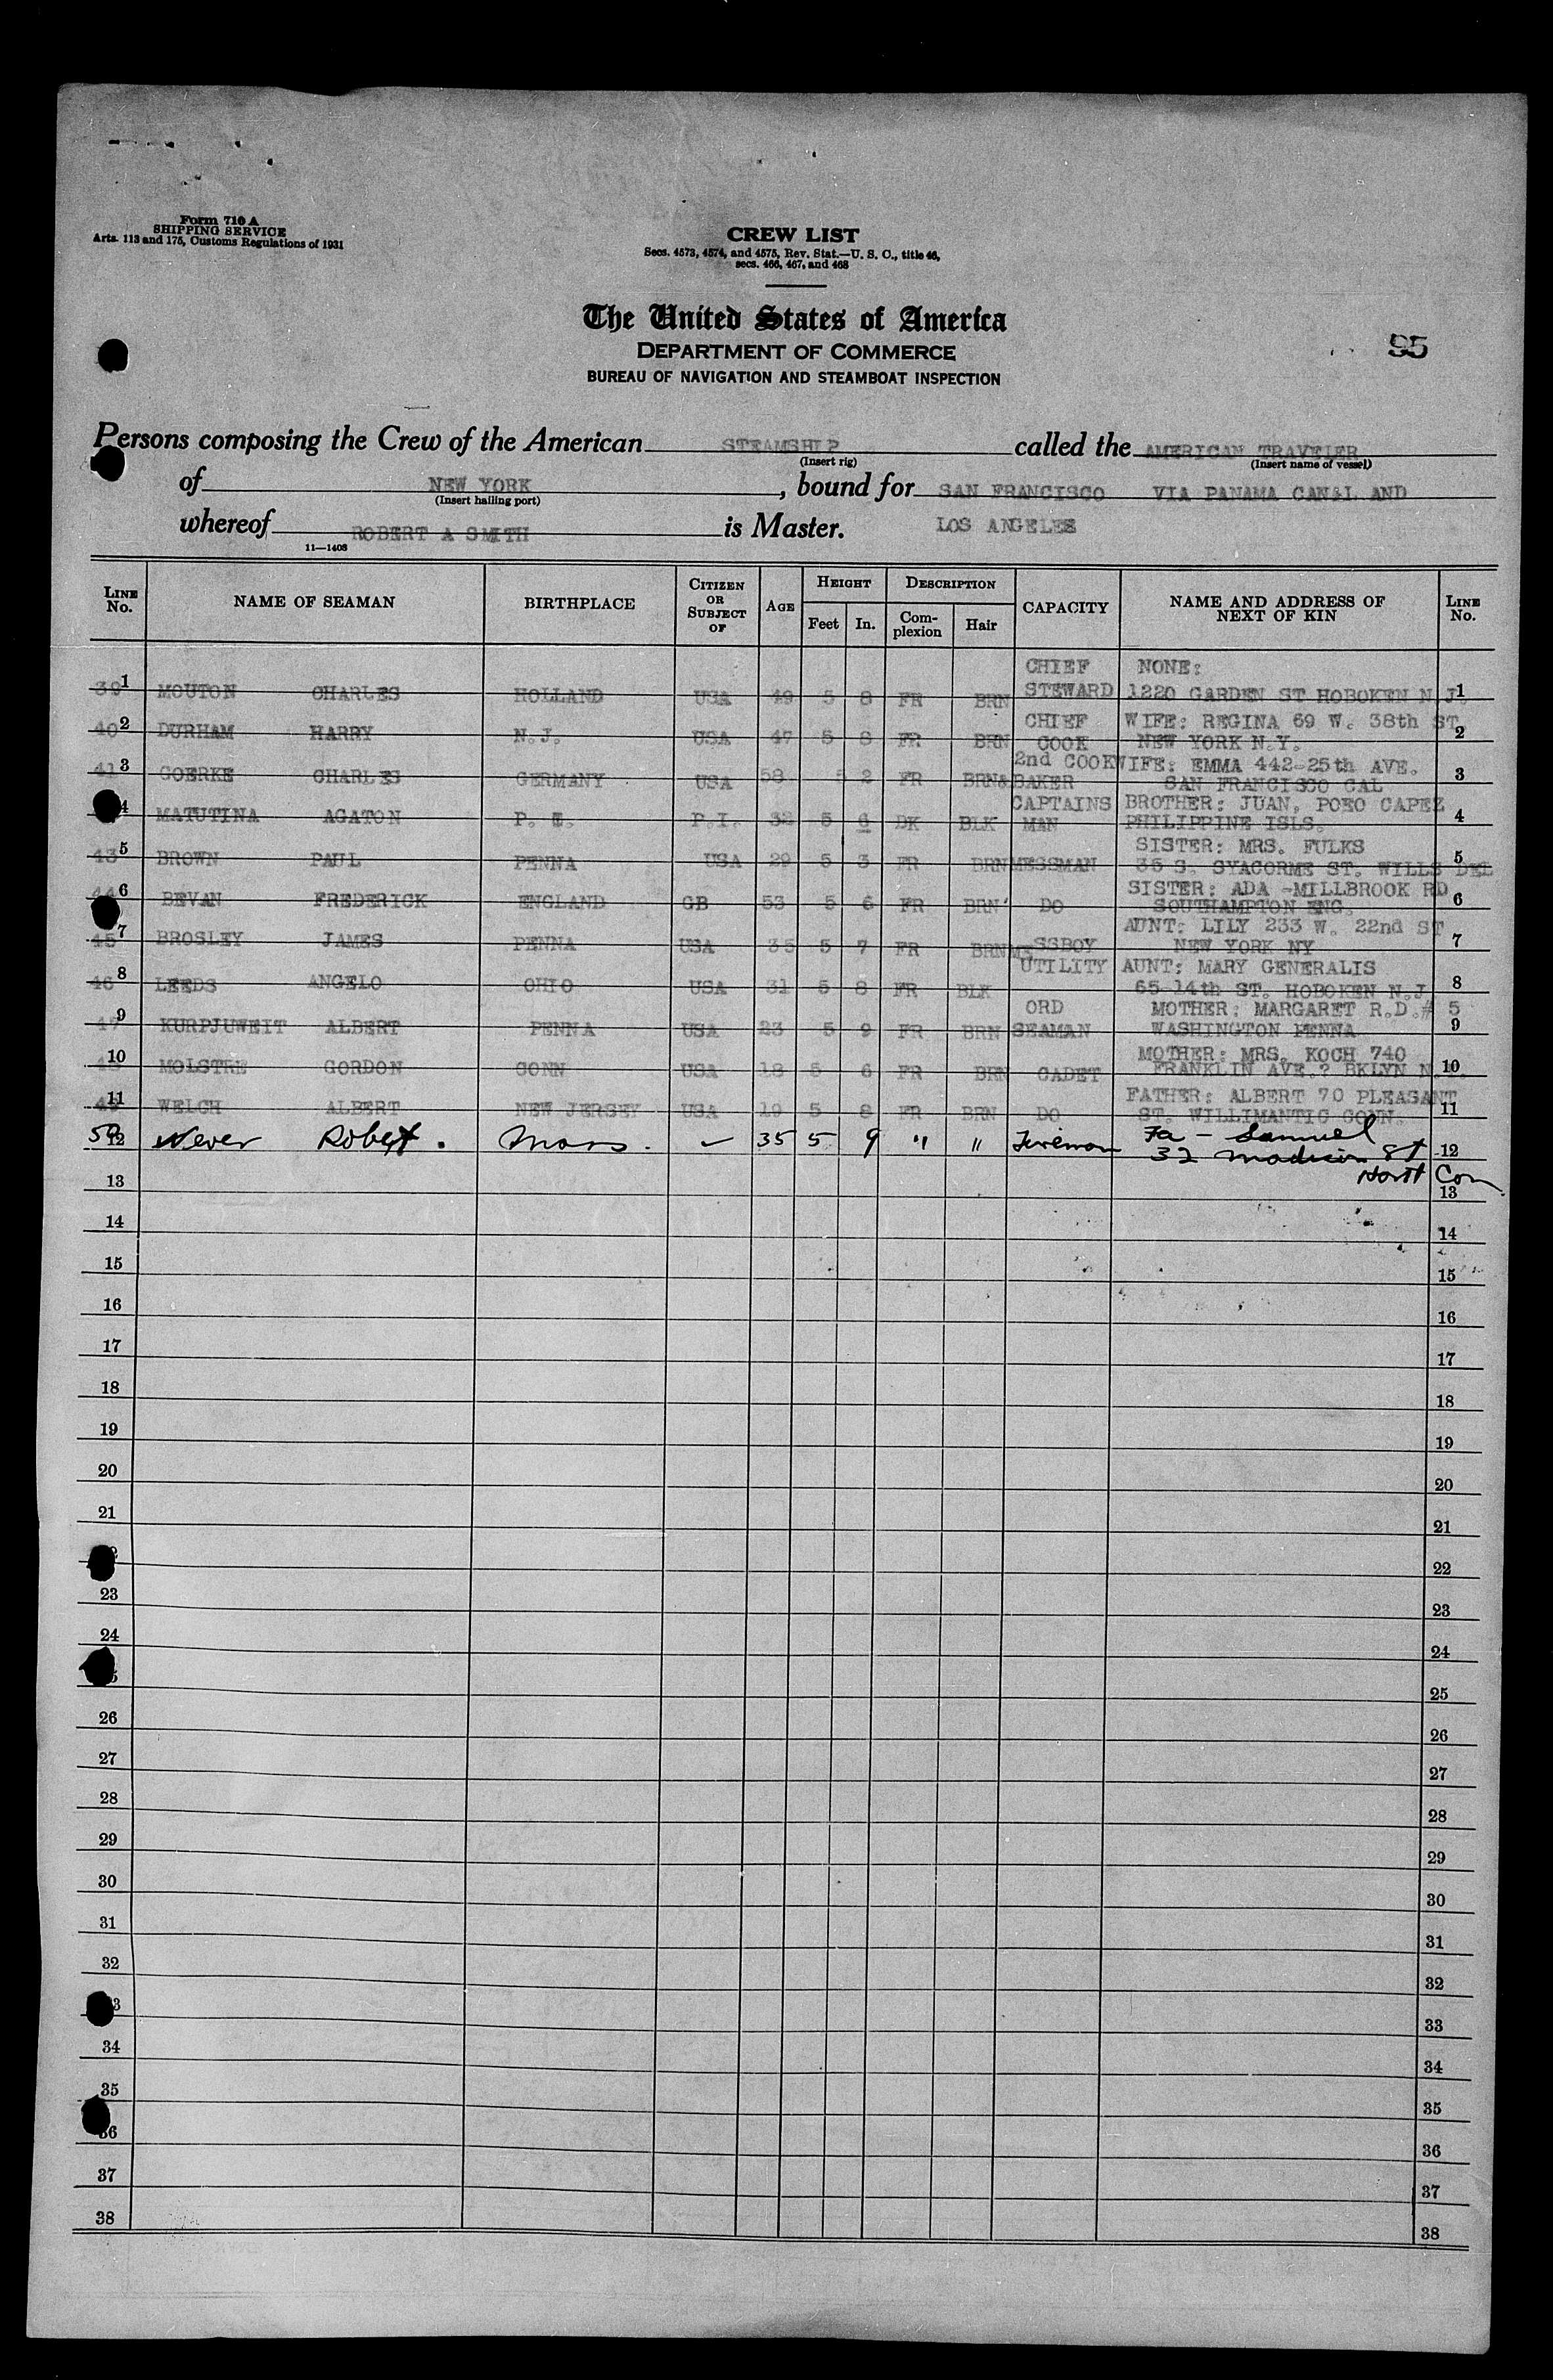 Form 710 A
SHIPPING SERVICE
Arts. 113 and 175, Customs Regulations of 1931
CREW LIST
Secs. 4573, 4574, and 4575, Rev. Stat.—U. S. C., title 46,
secs. 466, 467, and 468
The United States of America
DEPARTMENT OF COMMERCE
BUREAU OF NAVIGATION AND STEAMBOAT INSPECTION
95
Persons composing the Crew of the American STEAMSHIP called the AMERICAN TRAVELER
(Insert rig) (Insert name of vessel)
of NEW YORK, bound for SAN FRANCISCO VIA PANAMA CANAL AND
(Insert hailing port)
whereof ROBERT A SMITH is Master. LOS ANGELES
11—1408
LINE No. NAME OF SEAMAN BIRTHPLACE CITIZEN OR SUBJECT OF AGE HEIGHT Feet In. DESCRIPTION Complexion Hair CAPACITY NAME AND ADDRESS OF NEXT OF KIN LINE No.
CHIEF NONE:
39 1 MOUTON CHARLES HOLLAND USA 49 5 8 FR BRN STEWARD 1220 GARDEN ST HOBOKEN N.J. 1
CHIEF WIFE: REGINA 69 W. 38th ST
40 2 DURHAM HARRY N.J. USA 47 5 8 FR BRN COOK NEW YORK N.Y. 2
2nd COOK WIFE: EMMA 442-25th AVE.
41 3 GOERKE CHARLES GERMANY USA 58 5 2 FR BRN &BAKER SAN FRANCISCO CAL 3
CAPTAINS BROTHER: JUAN, CAPEZ
4 MATUTINA AGATON P. I. P.I. 32 5 6 DK BLK MAN PHILIPPINE ISLS. 4
SISTER: MRS. FULKS
43 5 BROWN PAUL PENNA USA 29 5 3 FR BRN MESSMAN 35 S. SYACORME ST. WILLS DEL 5
SISTER: ADA -MILLBROOK RD
44 6 BEVAN FREDERICK ENGLAND GB 53 5 6 FR BRN DO SOUTHAMPTON ENG. 6
AUNT: LILY 233 W. 22nd ST
45 7 BROSLEY JAMES PENNA USA 35 5 7 FR BRN MESSBOY NEW YORK NY 7
UTILITY AUNT: MARY GENERALIS
46 8 LEEDS ANGELO OHIO USA 31 5 8 FR BLK 65-14th ST. HOBOKEN N.J 8
ORD MOTHER: MARGARET R.D.# 5
47 9 KURPJUWEIT ALBERT PENNA USA 23 5 9 FR BRN SEAMAN WASHINGTON PENNA 9
MOTHER: MRS. KOCH 740
48 10 MOLSTRE GORDON CONN USA 18 5 6 FR BRN CADET FRANKLIN AVE.? BKLYN N.Y. 10
FATHER: ALBERT 70 PLEASANT
49 11 WELCH ALBERT NEW JERSEY USA 19 5 8 FR BRN DO ST. WILLIMANTIC CONN. 11
Fa - Samuel
50 12 Never Robert. Mass. ✓ 35 5 9 " " Fireman 32 Madison St 12
Hartt Con
13 13
14 14
15 15
16 16
17 17
18 18
19 19
20 20
21 21
22
23 23
24 24
25
26 26
27 27
28 28
29 29
30 30
31 31
32 32
3 33
34 34
35 35
36 36
37 37
38 38